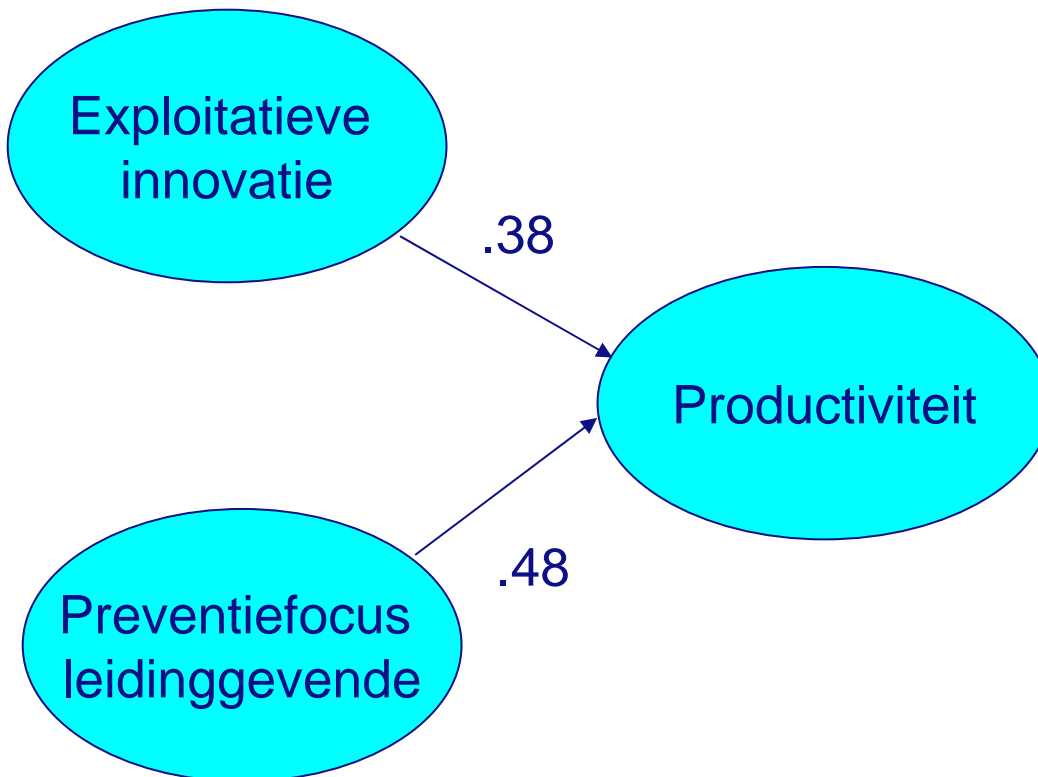 Exploitatieve
innovatie
.38
Productiviteit
.48
Preventiefocus
leidinggevende